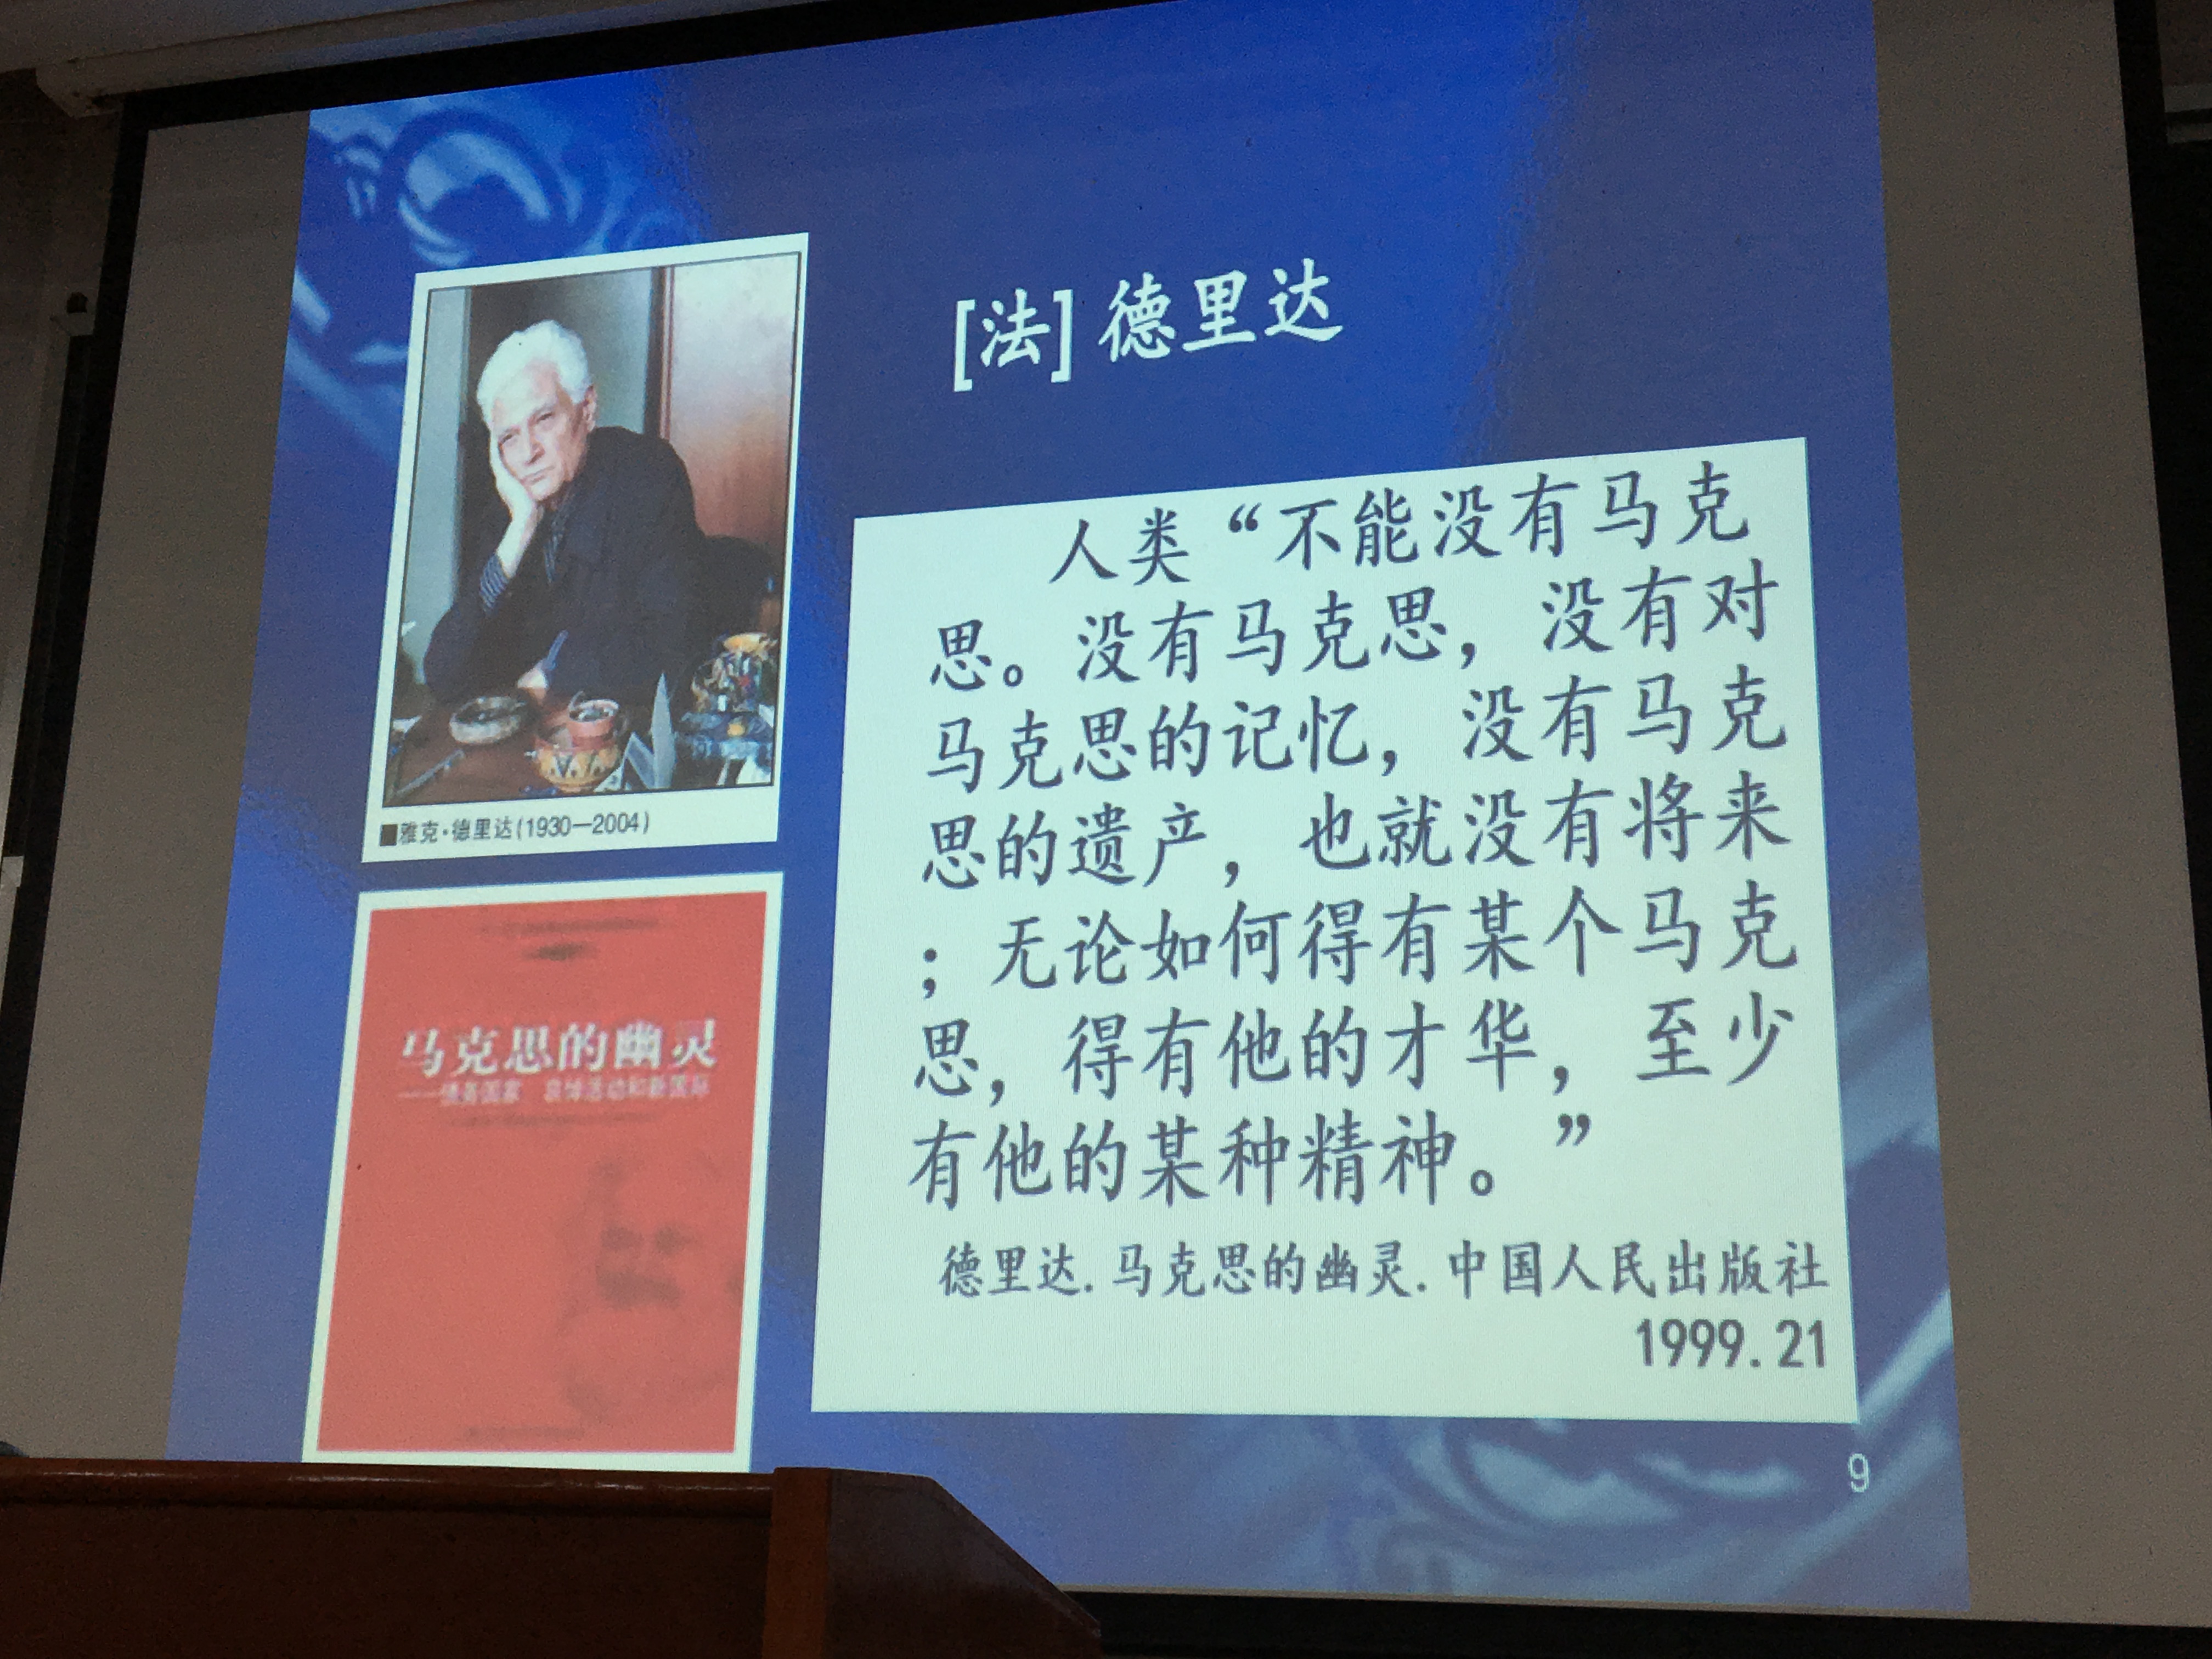 [法] 德里达
■雅克·德里达(1930—2004)
马克思的幽灵
——债务国家 哀悼活动和新国际
人类“不能没有马克
思。没有马克思，没有对
马克思的记忆，没有马克
思的遗产，也就没有将来
；无论如何得有某个马克
思，得有他的才华，至少
有他的某种精神。”
德里达.马克思的幽灵.中国人民出版社
1999.21
9